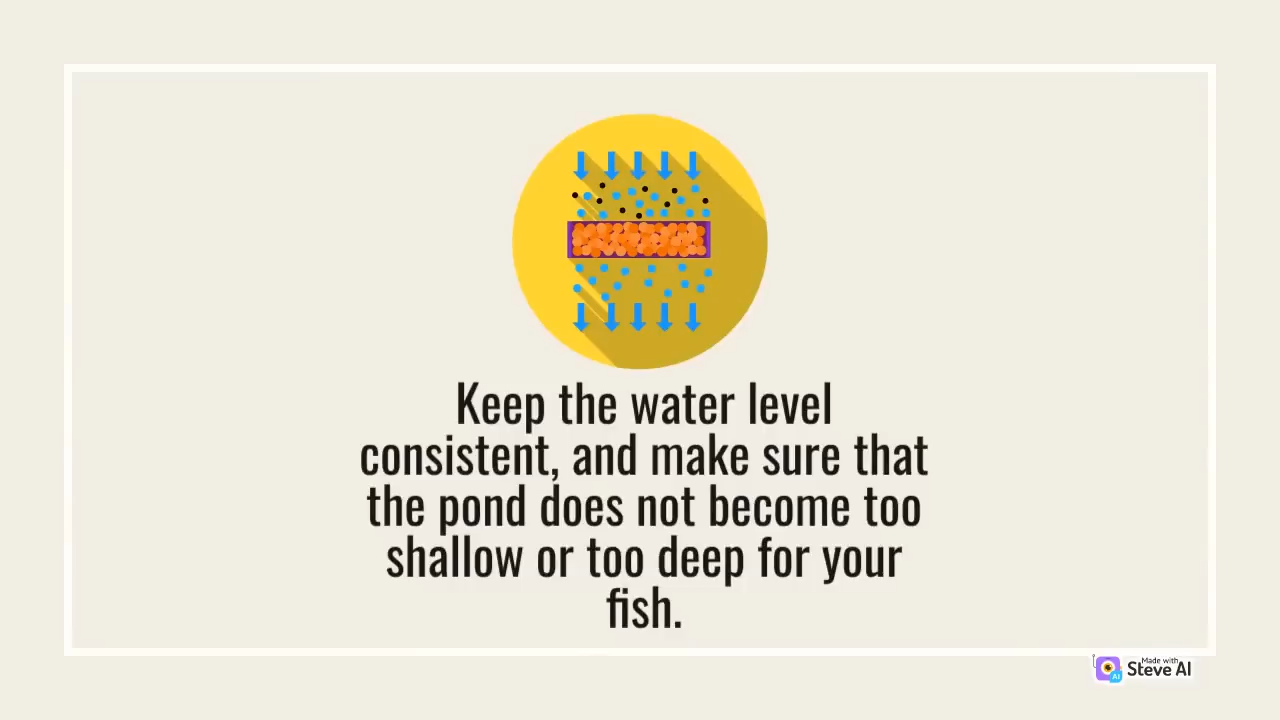 Keep the water level
consistent, and make sure that
the pond does not become too
shallow or too deep for your
fish.
Made with
Steve AI
AI